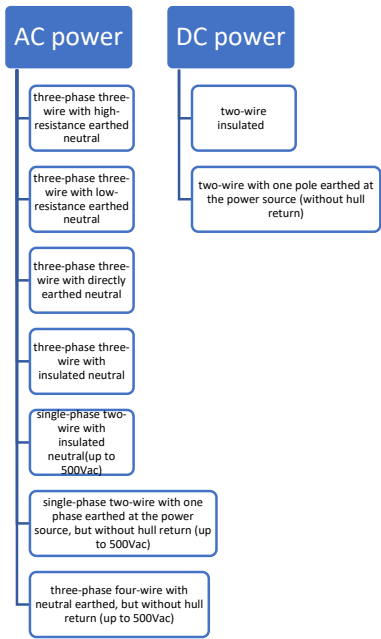 AC power
three-phase three-
wire with high-
resistance earthed
neutral
three-phase three-
wire with low-
resistance earthed
neutral
three-phase three-
wire with directly
earthed neutral
three-phase three-
wire with
insulated neutral
single-phase two-
wire with
insulated
neutral(up to
500Vac)
single-phase two-wire with one
phase earthed at the power
source, but without hull return (up
to 500Vac)
three-phase four-wire with
neutral earthed, but without hull
return (up to 500Vac)
DC power
two-wire
insulated
two-wire with one pole earthed at
the power source (without hull
return)